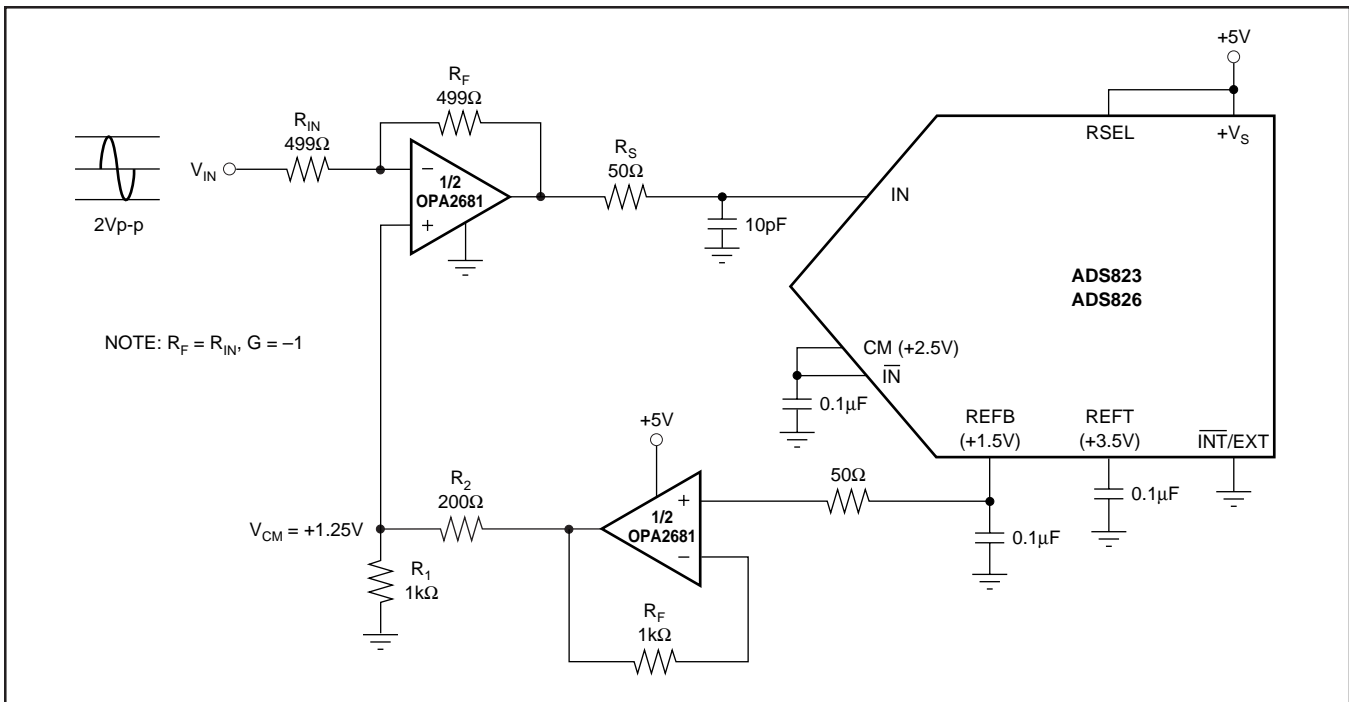 +5V
RSEL
+VS
RF
499Ω
RIN
499Ω
VIN
2Vp-p
−
+
1/2
OPA2681
RS
50Ω
10pF
IN
ADS823
ADS826
NOTE: RF = RIN, G = –1
CM (+2.5V)
I̅N̅
0.1µF
REFB
(+1.5V)
REFT
(+3.5V)
I̅N̅T̅/EXT
+5V
50Ω
0.1µF
0.1µF
R2
200Ω
VCM = +1.25V
R1
1kΩ
+
−
1/2
OPA2681
RF
1kΩ